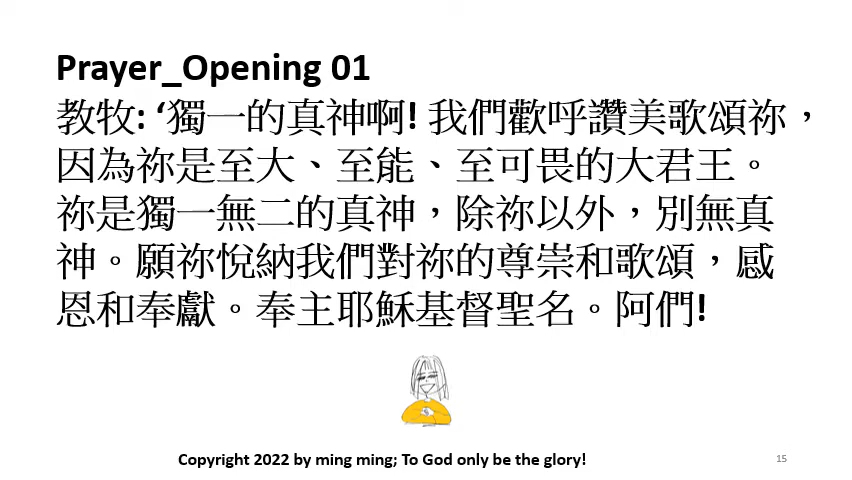 Prayer_Opening 01
教牧: ‘獨一的真神啊! 我們歡呼讚美歌頌祢，
因為祢是至大、至能、至可畏的大君王。
祢是獨一無二的真神，除祢以外，別無真
神。願祢悅納我們對祢的尊崇和歌頌，感
恩和奉獻。奉主耶穌基督聖名。阿們!
Copyright 2022 by ming ming; To God only be the glory!
15